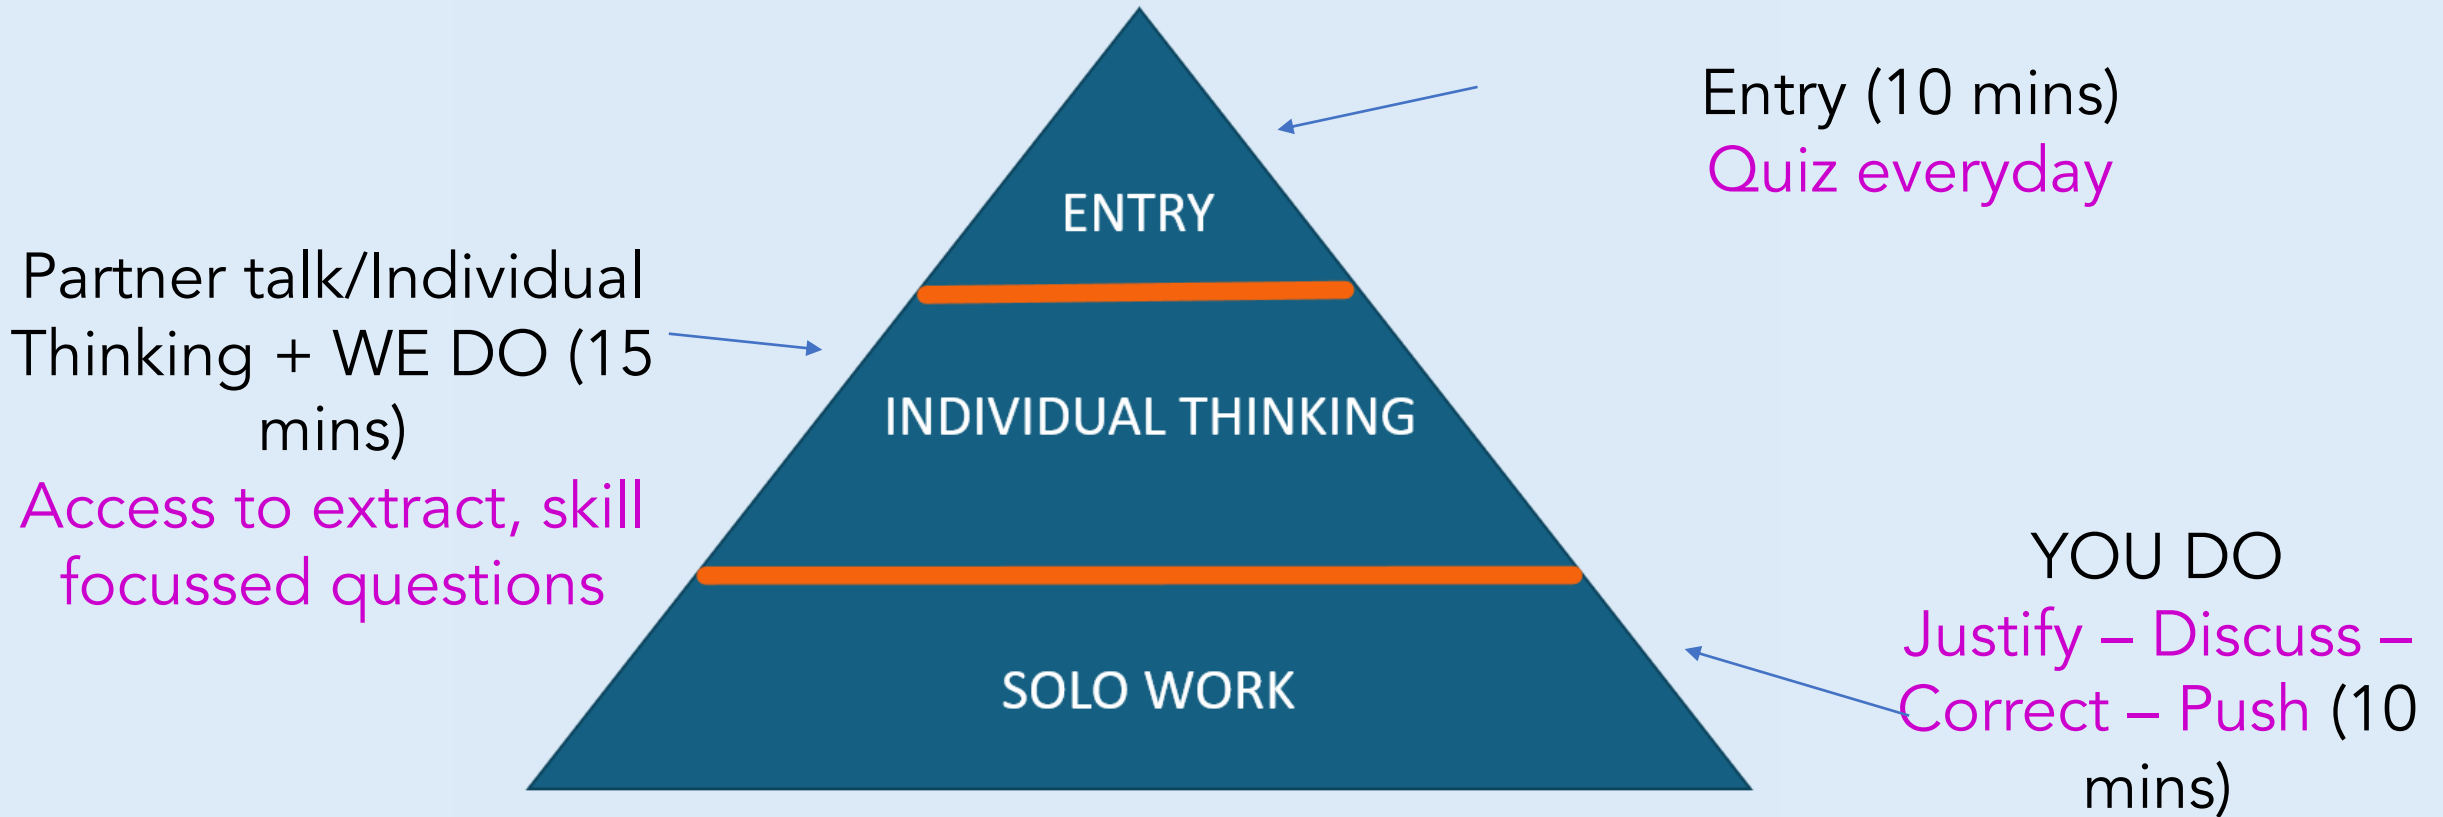 Entry (10 mins)
Quiz everyday
ENTRY
Partner talk/Individual
Thinking + WE DO (15
mins)
Access to extract, skill
focussed questions
INDIVIDUAL THINKING
YOU DO
Justify – Discuss –
Correct – Push (10
mins)
SOLO WORK